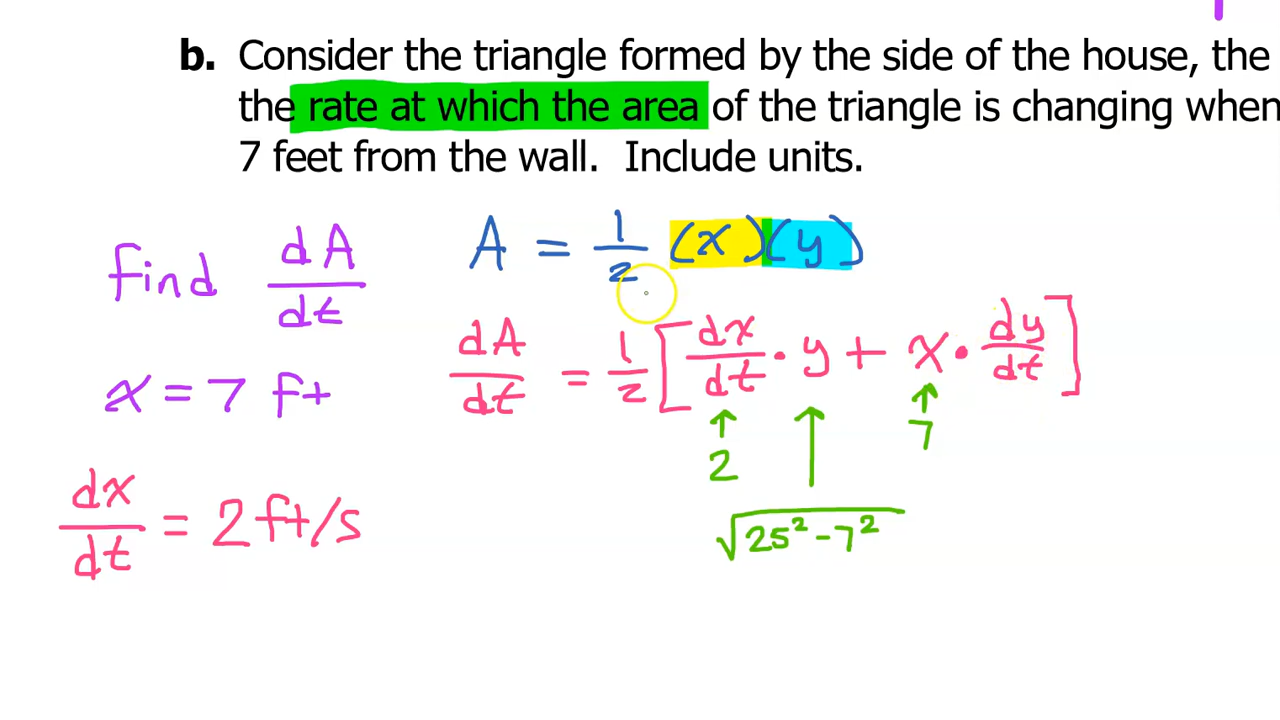 b. Consider the triangle formed by the side of the house, the
the rate at which the area of the triangle is changing when
7 feet from the wall. Include units.
find dA/dt
A = 1/2 (x)(y)
dA/dt = 1/2 [dx/dt · y + x · dy/dt]
x = 7 ft
↑ 2
↑ √25² - 7²
↑ 7
dx/dt = 2 ft/s